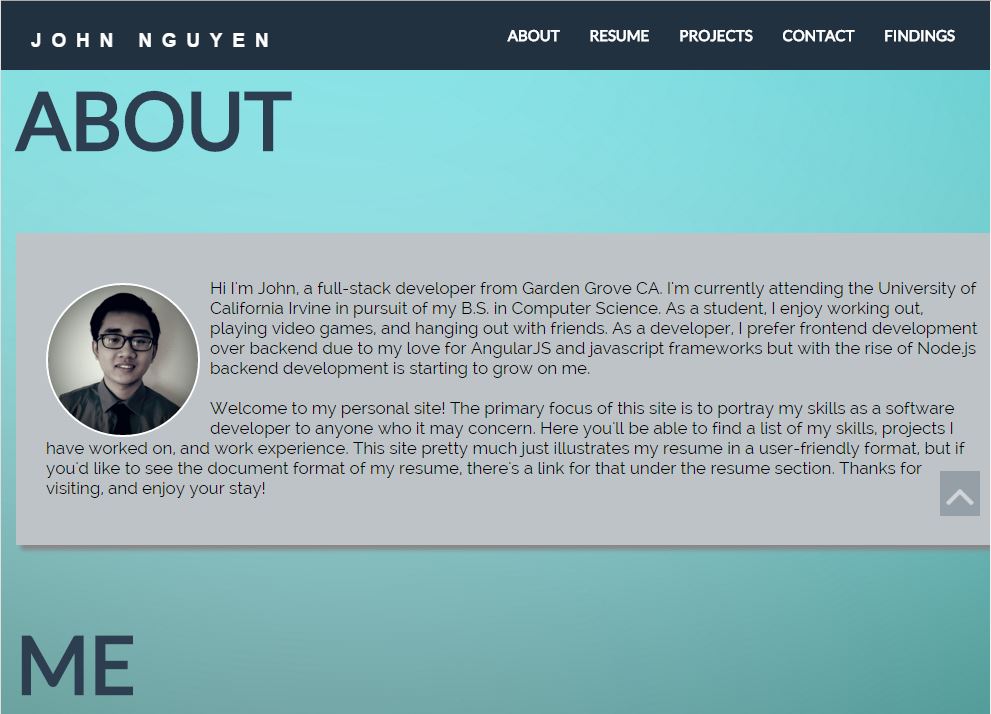 JOHN NGUYEN
ABOUT
RESUME
PROJECTS
CONTACT
FINDINGS
ABOUT
Hi I'm John, a full-stack developer from Garden Grove CA. I'm currently attending the University of
California Irvine in pursuit of my B.S. in Computer Science. As a student, I enjoy working out,
playing video games, and hanging out with friends. As a developer, I prefer frontend development
over backend due to my love for AngularJS and javascript frameworks but with the rise of Node.js
backend development is starting to grow on me.
Welcome to my personal site! The primary focus of this site is to portray my skills as a software
developer to anyone who it may concern. Here you'll be able to find a list of my skills, projects I
have worked on, and work experience. This site pretty much just illustrates my resume in a user-friendly format, but if
you'd like to see the document format of my resume, there's a link for that under the resume section. Thanks for
visiting, and enjoy your stay!
ME